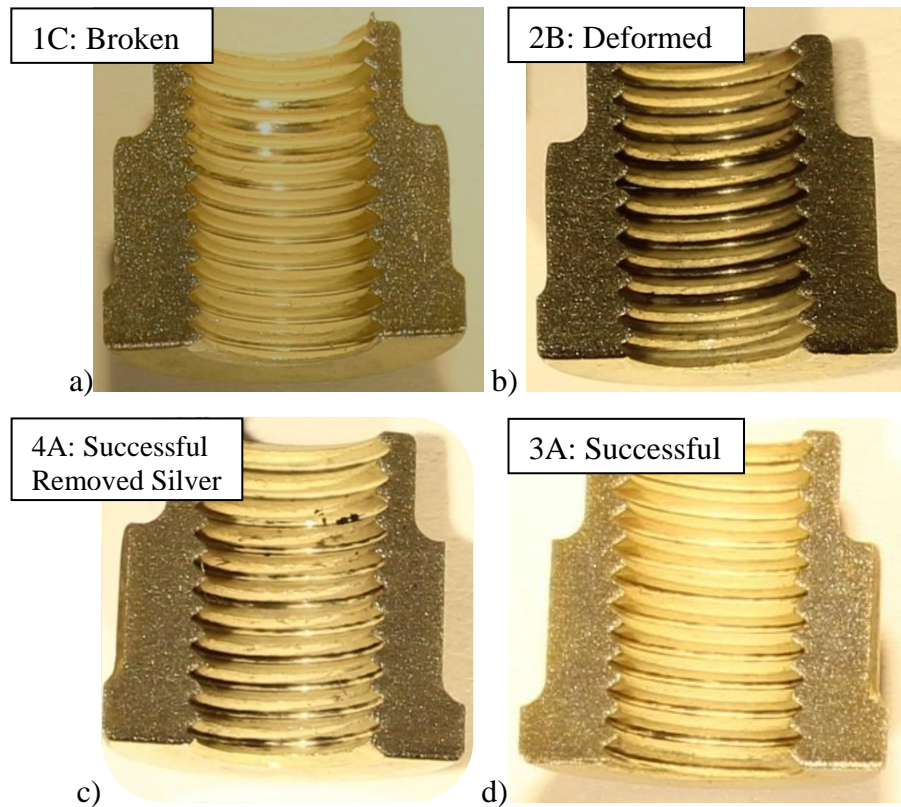 1C: Broken
2B: Deformed
a)
b)
4A: Successful
Removed Silver
3A: Successful
c)
d)